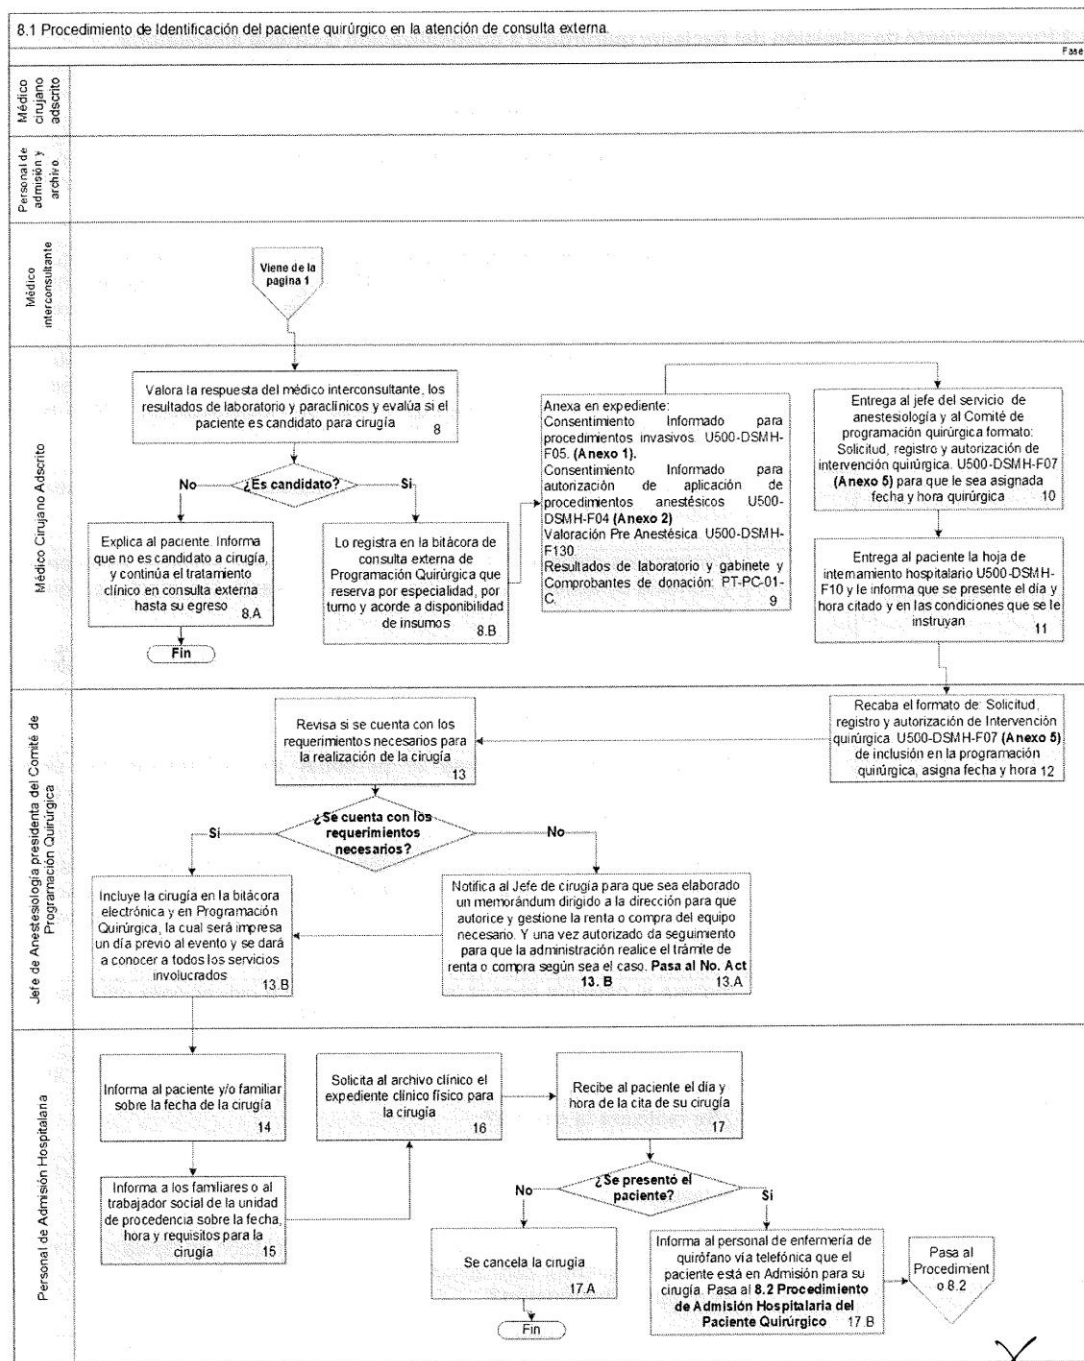 8.1 Procedimiento de Identificación del paciente quirúrgico en la atención de consulta externa.
Fase
Médico
cirujano
adscrito
Personal de
admisión y
archivo
Médico
interconsultante
Viene de la
pagina 1
Médico Cirujano Adscrito
Valora la respuesta del médico interconsultante, los
resultados de laboratorio y paraclínicos y evalúa si el
paciente es candidato para cirugía
8
¿Es candidato?
No
Si
Explica al paciente. Informa
que no es candidato a cirugía,
y continúa el tratamiento
clínico en consulta externa
hasta su egreso
8.A
Fin
Lo registra en la bitácora de
consulta externa de
Programación Quirúrgica que
reserva por especialidad, por
turno y acorde a disponibilidad
de insumos
8.B
Anexa en expediente:
Consentimiento Informado para
procedimientos invasivos. U500-DSMH-
F05. (Anexo 1).
Consentimiento Informado para
autorización de aplicación de
procedimientos anestésicos U500-
DSMH-F04 (Anexo 2)
Valoración Pre Anestésica. U500-DSMH-
F130.
Resultados de laboratorio y gabinete y
Comprobantes de donación: PT-PC-01-
C.
9
Entrega al jefe del servicio de
anestesiología y al Comité de
programación quirúrgica formato:
Solicitud, registro y autorización de
intervención quirúrgica. U500-DSMH-F07
(Anexo 5) para que le sea asignada
fecha y hora quirúrgica
10
Entrega al paciente la hoja de
internamiento hospitalario U500-DSMH-
F10 y le informa que se presente el día y
hora citado y en las condiciones que se le
instruyan
11
Jefe de Anestesiología presidenta del Comité de
Programación Quirúrgica
Recaba el formato de: Solicitud,
registro y autorización de Intervención
quirúrgica. U500-DSMH-F07 (Anexo 5)
de inclusión en la programación
quirúrgica, asigna fecha y hora 12
Revisa si se cuenta con los
requerimientos necesarios para
la realización de la cirugía
13
¿Se cuenta con los
requerimientos
necesarios?
Sí
No
Incluye la cirugía en la bitácora
electrónica y en Programación
Quirúrgica, la cual será impresa
un día previo al evento y se dará
a conocer a todos los servicios
involucrados
13.B
Notifica al Jefe de cirugía para que sea elaborado
un memorándum dirigido a la dirección para que
autorice y gestione la renta o compra del equipo
necesario. Y una vez autorizado da seguimiento
para que la administración realice el trámite de
renta o compra según sea el caso. Pasa al No. Act
13. B
13.A
Personal de Admisión Hospitalaria
Informa al paciente y/o familiar
sobre la fecha de la cirugía
14
Informa a los familiares o al
trabajador social de la unidad
de procedencia sobre la fecha,
hora y requisitos para la
cirugía
15
Solicita al archivo clínico el
expediente clínico físico para
la cirugía
16
Recibe al paciente el día y
hora de la cita de su cirugía
17
¿Se presentó el
paciente?
No
Sí
Se cancela la cirugía
17.A
Fin
Informa al personal de enfermería de
quirófano vía telefónica que el
paciente está en Admisión para su
cirugía. Pasa al 8.2 Procedimiento
de Admisión Hospitalaria del
Paciente Quirúrgico
17.B
Pasa al
Procedimient
o 8.2